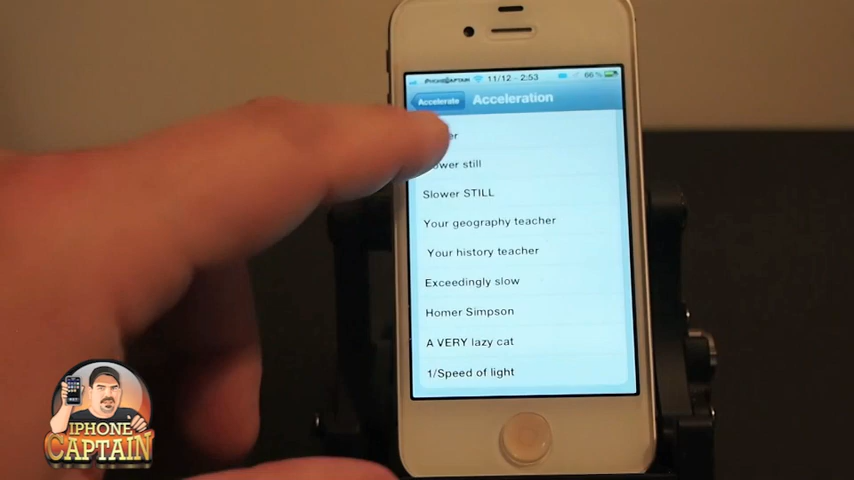 iPHONECAPTAIN 11/12 - 2:53 66 %
Accelerate Acceleration
Slower STILL
Your geography teacher
Your history teacher
Exceedingly slow
Homer Simpson
A VERY lazy cat
1/Speed of light
still
IPHONE
CAPTAIN